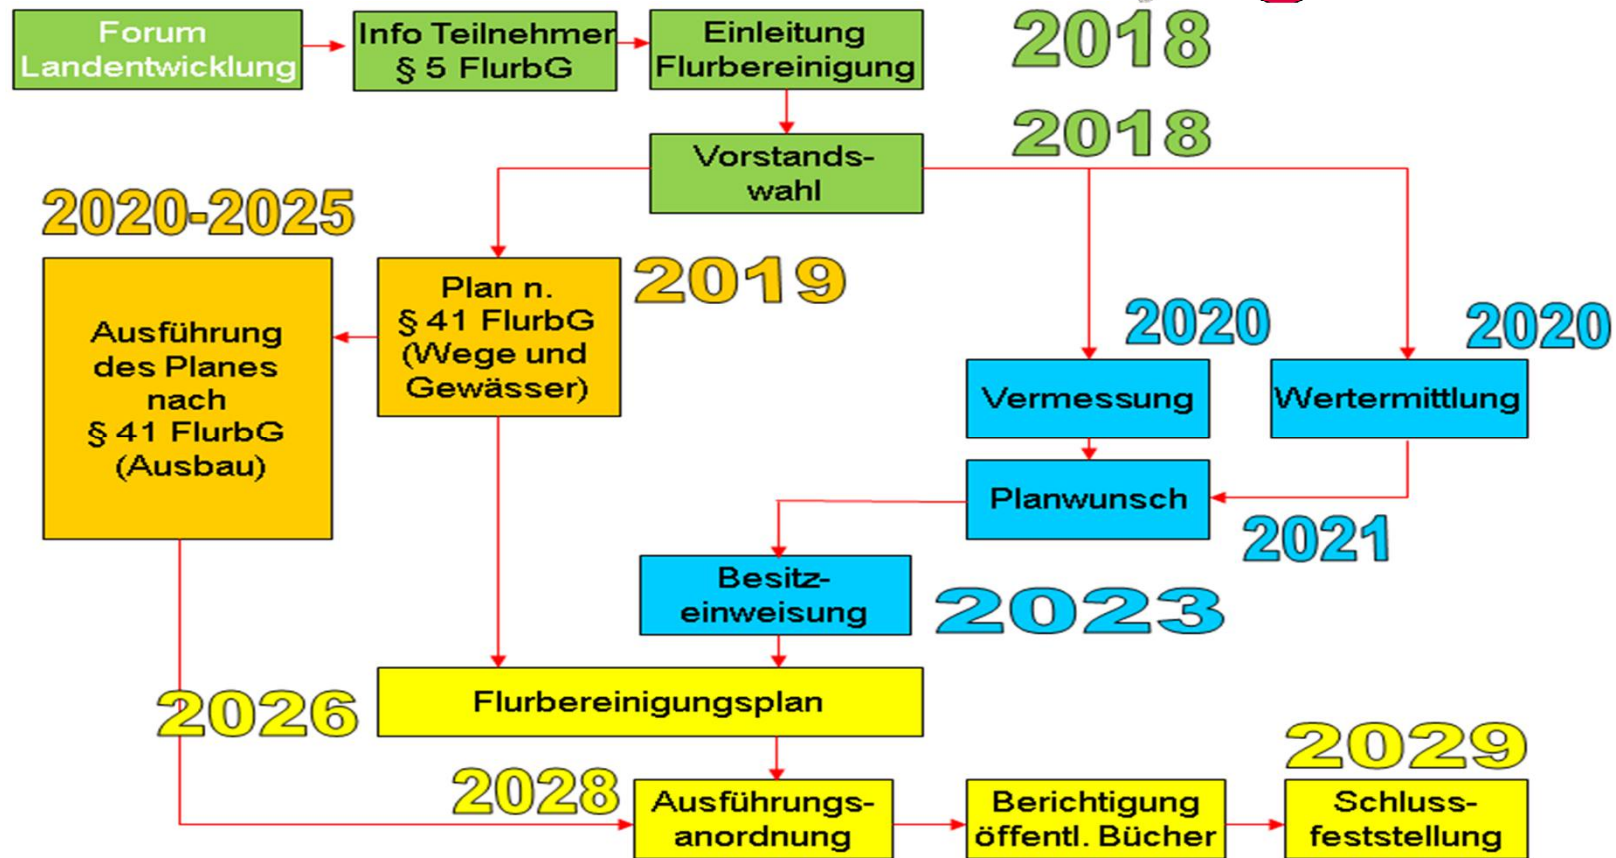 Forum
Landentwicklung
Info Teilnehmer
§ 5 FlurbG
Einleitung
Flurbereinigung
2018
Vorstands-
wahl
2018
2020-2025
Ausführung
des Planes
nach
§ 41 FlurbG
(Ausbau)
Plan n.
§ 41 FlurbG
(Wege und
Gewässer)
2019
2020
Vermessung
2020
Wertermittlung
Planwunsch
2021
Besitz-
einweisung
2023
Flurbereinigungsplan
2026
2028
Ausführungs-
anordnung
Berichtigung
öffentl. Bücher
2029
Schluss-
feststellung